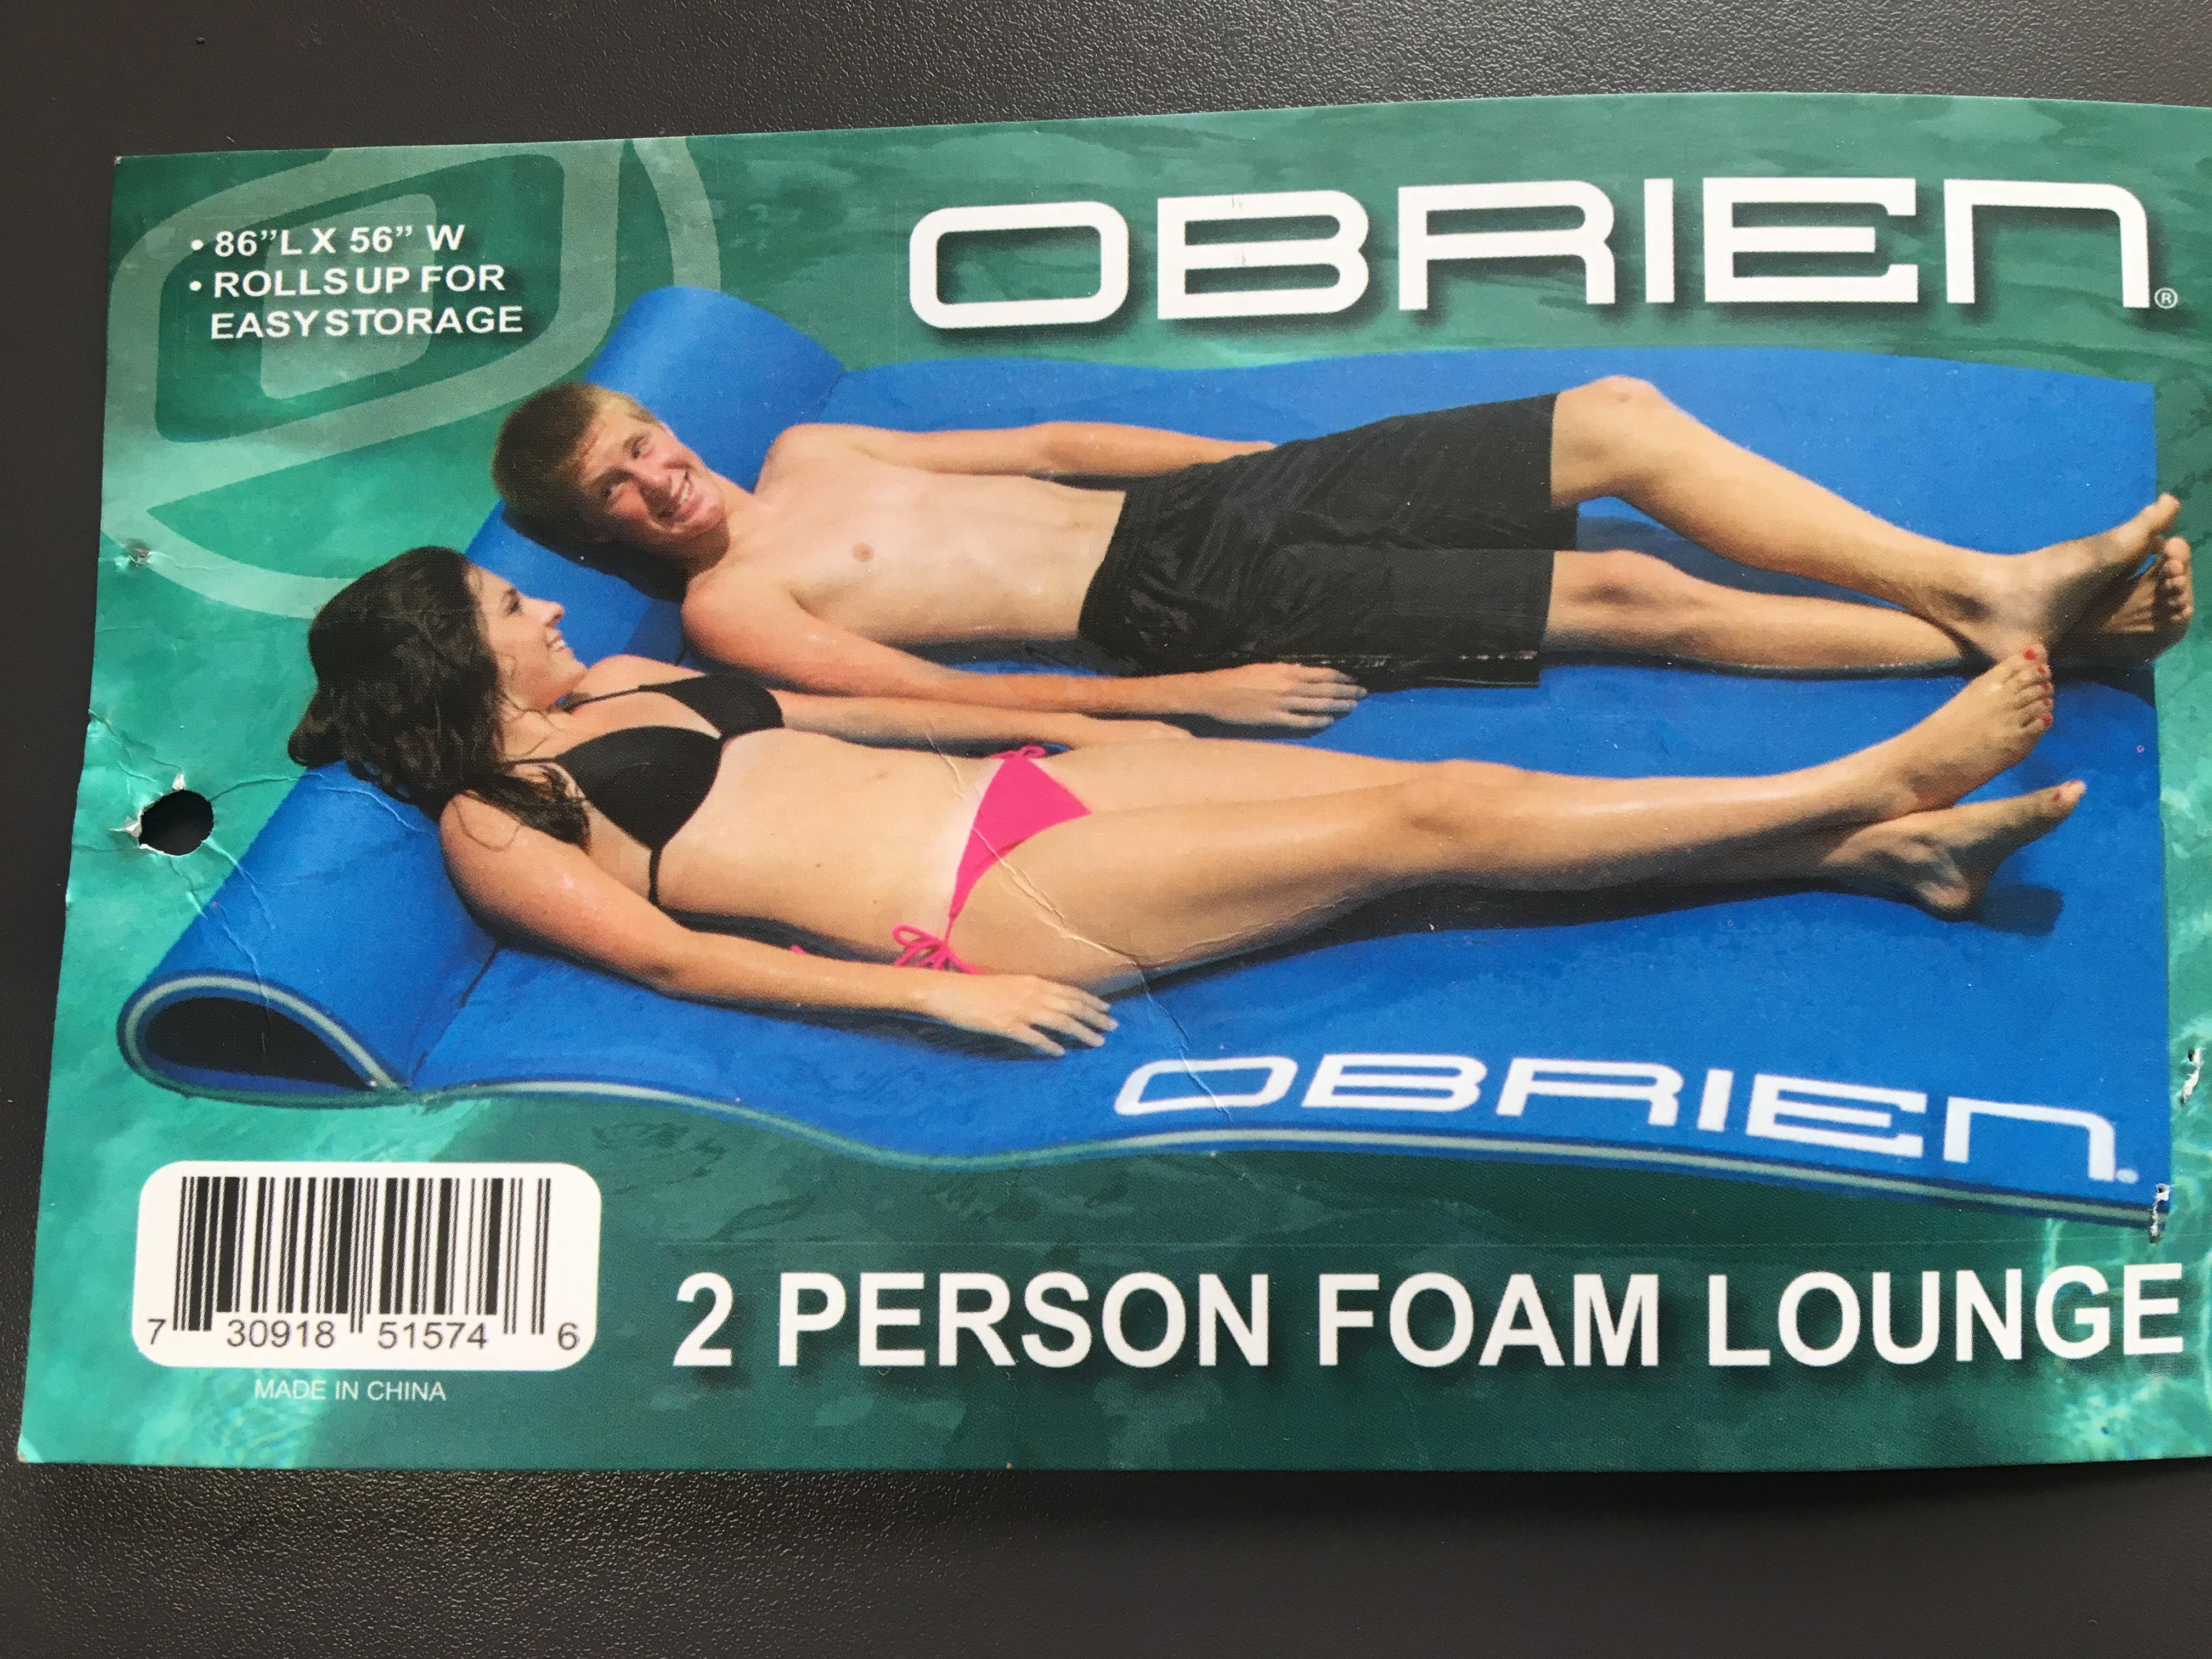 OBRIEN®
• 86”L X 56” W
• ROLLS UP FOR
EASY STORAGE
OBRIEN
7 30918 51574 6
MADE IN CHINA
2 PERSON FOAM LOUNGE